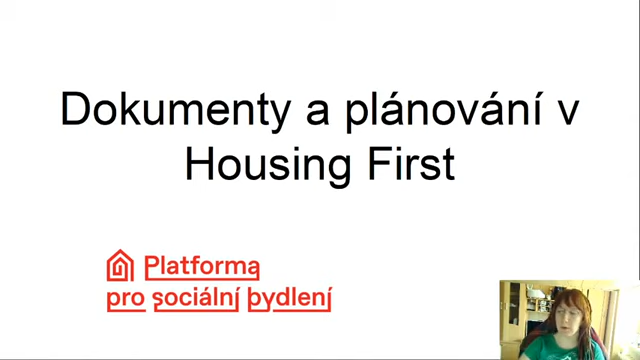 Dokumenty a plánování v
Housing First
Platforma
pro sociální bydlení